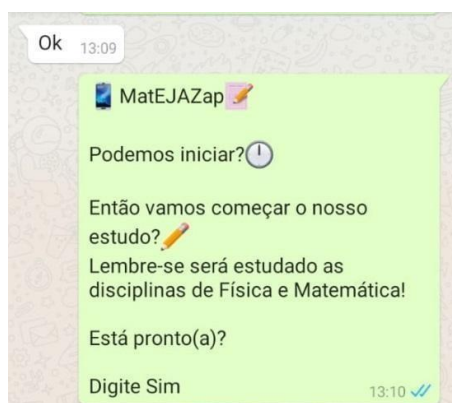 Ok 13:09
📱 MatEJAZap📝
Podemos iniciar?🕛
Então vamos começar o nosso
estudo?✏️
Lembre-se será estudado as
disciplinas de Física e Matemática!
Está pronto(a)?
Digite Sim 13:10